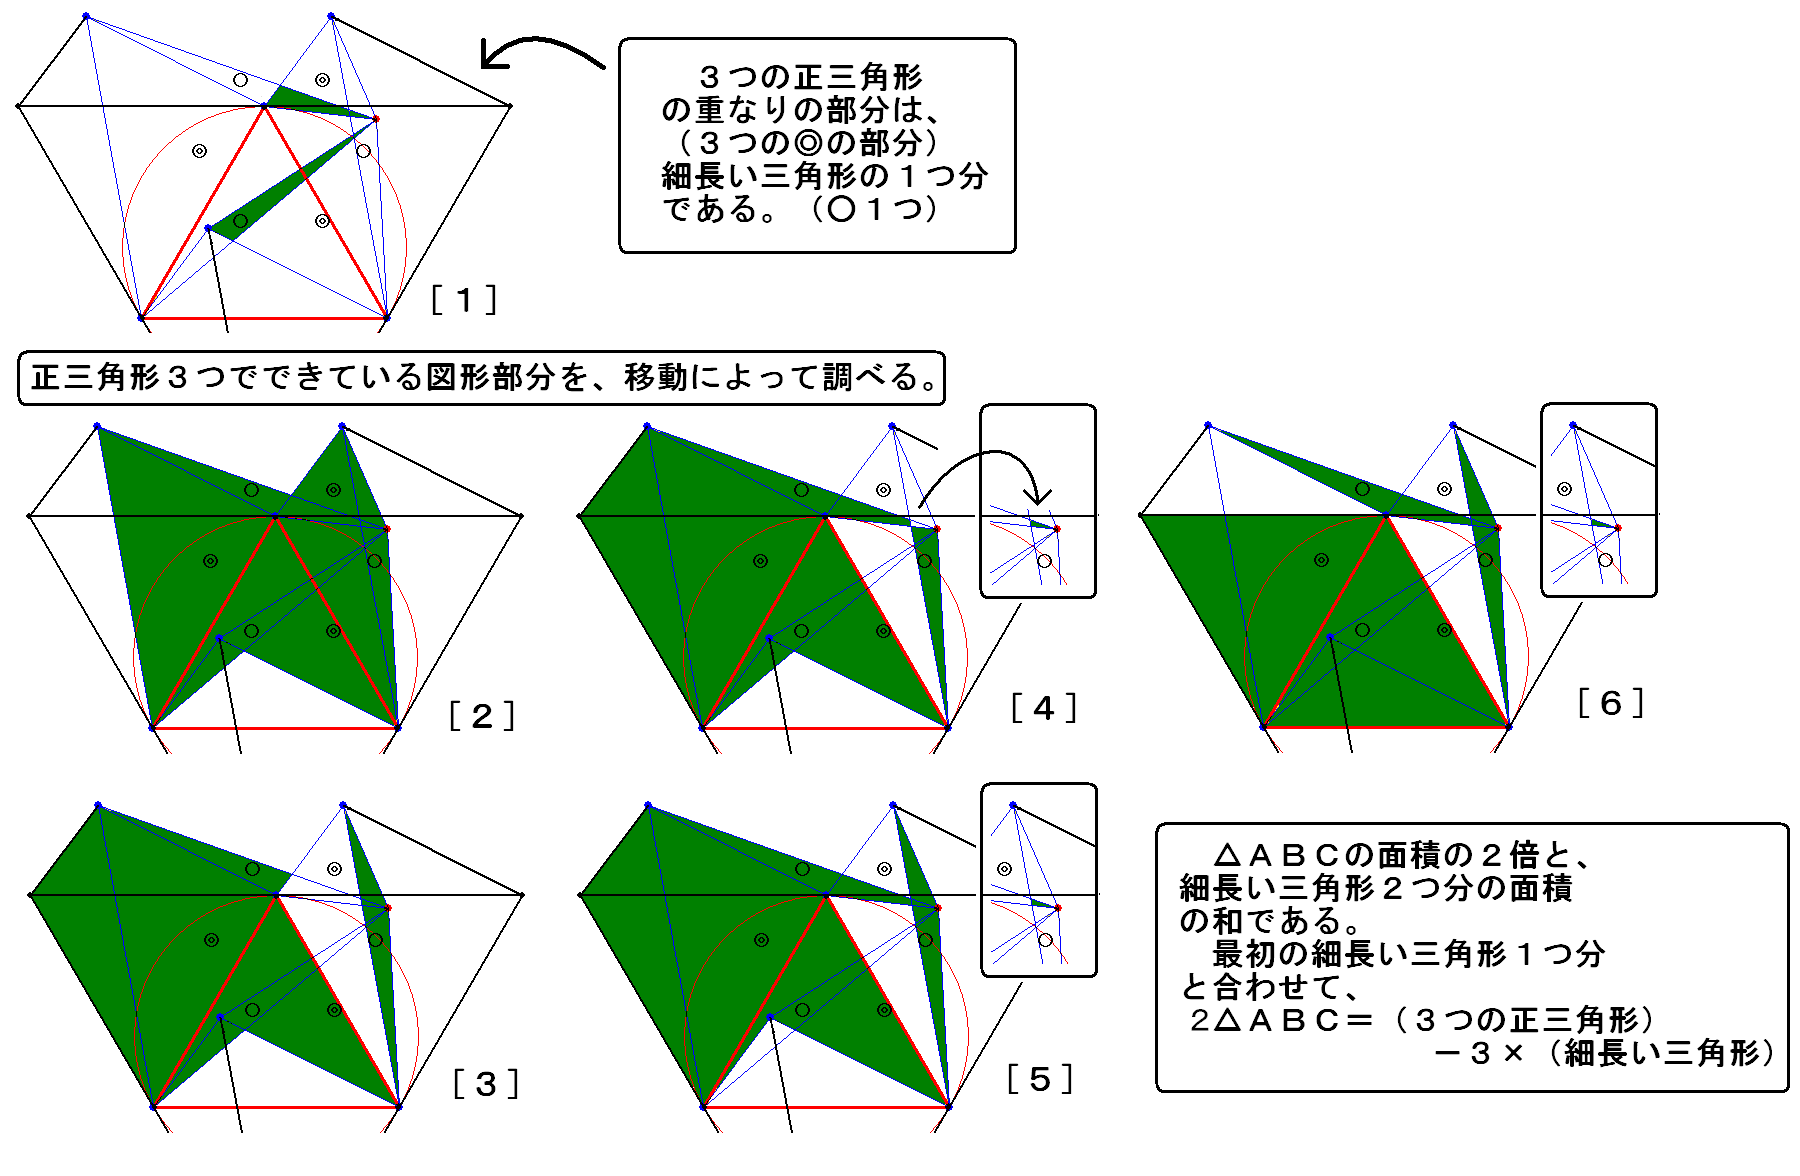 ３つの正三角形
の重なりの部分は、
（３つの◎の部分）
細長い三角形の１つ分
である。（○１つ）
［１］
正三角形３つでできている図形部分を、移動によって調べる。
［２］
［４］
［６］
［３］
［５］
△ＡＢＣの面積の２倍と、
細長い三角形２つ分の面積
の和である。
最初の細長い三角形１つ分
と合わせて、
２△ＡＢＣ＝（３つの正三角形）
－３×（細長い三角形）